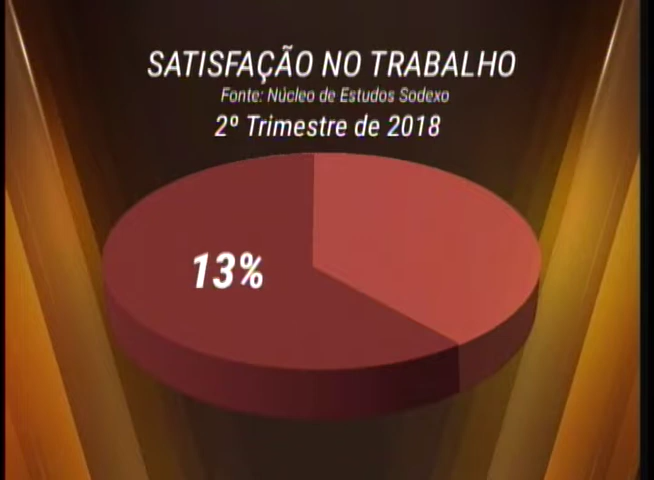 SATISFAÇÃO NO TRABALHO
Fonte: Núcleo de Estudos Sodexo
2º Trimestre de 2018
13%